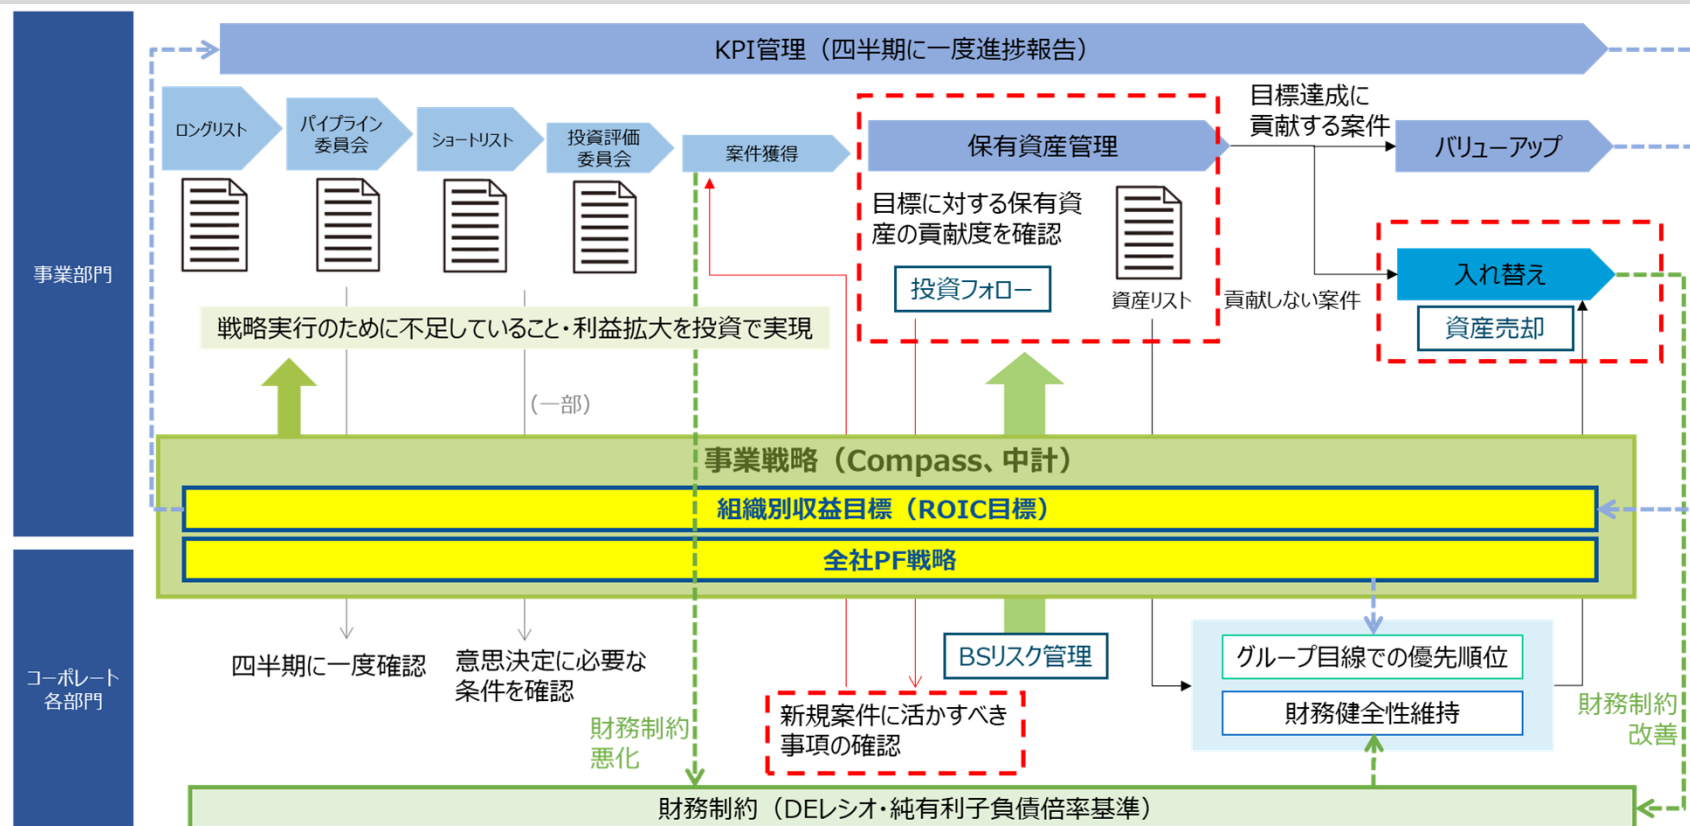 KPI管理（四半期に一度進捗報告）
事業部門
ロングリスト
パイプライン
委員会
ショートリスト
投資評価
委員会
案件獲得
保有資産管理
目標達成に
貢献する案件
バリューアップ
目標に対する保有資
産の貢献度を確認
投資フォロー
資産リスト
貢献しない案件
入れ替え
資産売却
戦略実行のために不足していること・利益拡大を投資で実現
（一部）
事業戦略（Compass、中計）
組織別収益目標（ROIC目標）
全社PF戦略
コーポレート
各部門
四半期に一度確認
意思決定に必要な
条件を確認
財務制約
悪化
新規案件に活かすべき
事項の確認
BSリスク管理
グループ目線での優先順位
財務健全性維持
財務制約
改善
財務制約（DEレシオ・純有利子負債倍率基準）